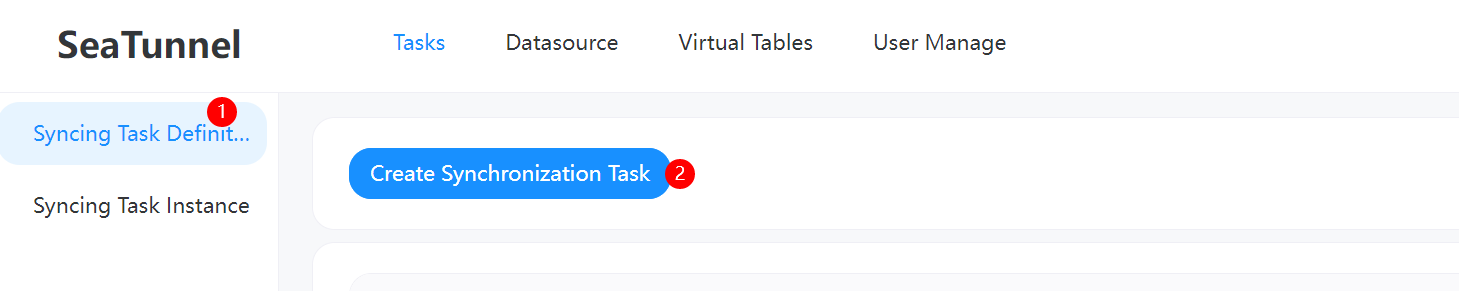 SeaTunnel
Tasks
Datasource
Virtual Tables
User Manage
1
Syncing Task Definit...
Create Synchronization Task
2
Syncing Task Instance